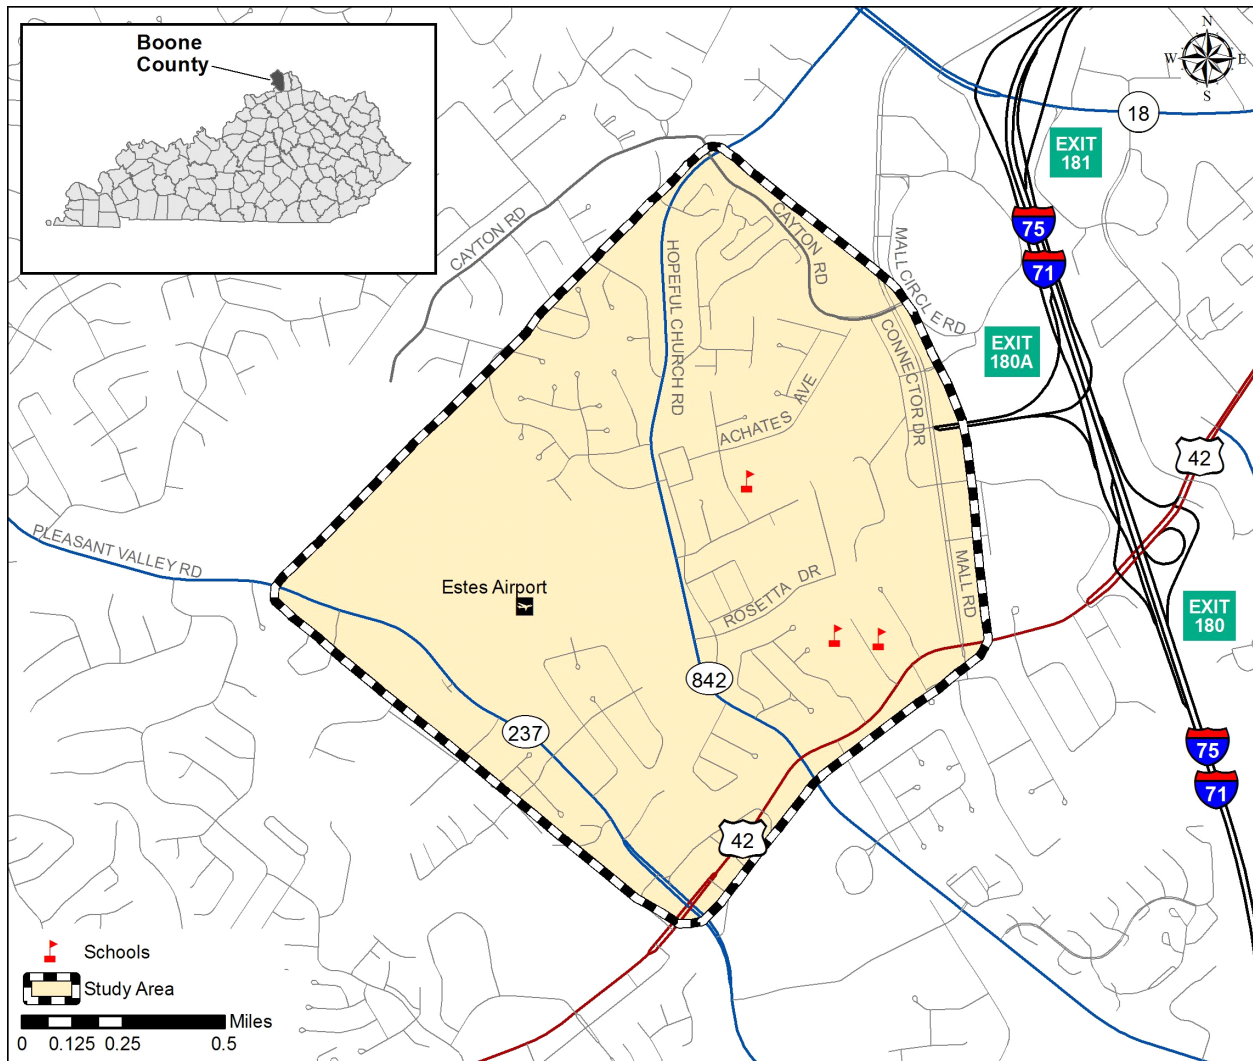 Boone
County
N
W E
S
18
EXIT
181
75
71
CAYTON RD
HOPEFUL CHURCH RD
CAYTON RD
MALL CIRCLE RD
CONNECTOR DR
EXIT
180A
ACHATES AVE
42
PLEASANT VALLEY RD
Estes Airport
ROSETTA DR
MALL RD
EXIT
180
842
237
75
71
42
Schools
Study Area
Miles
0 0.125 0.25 0.5